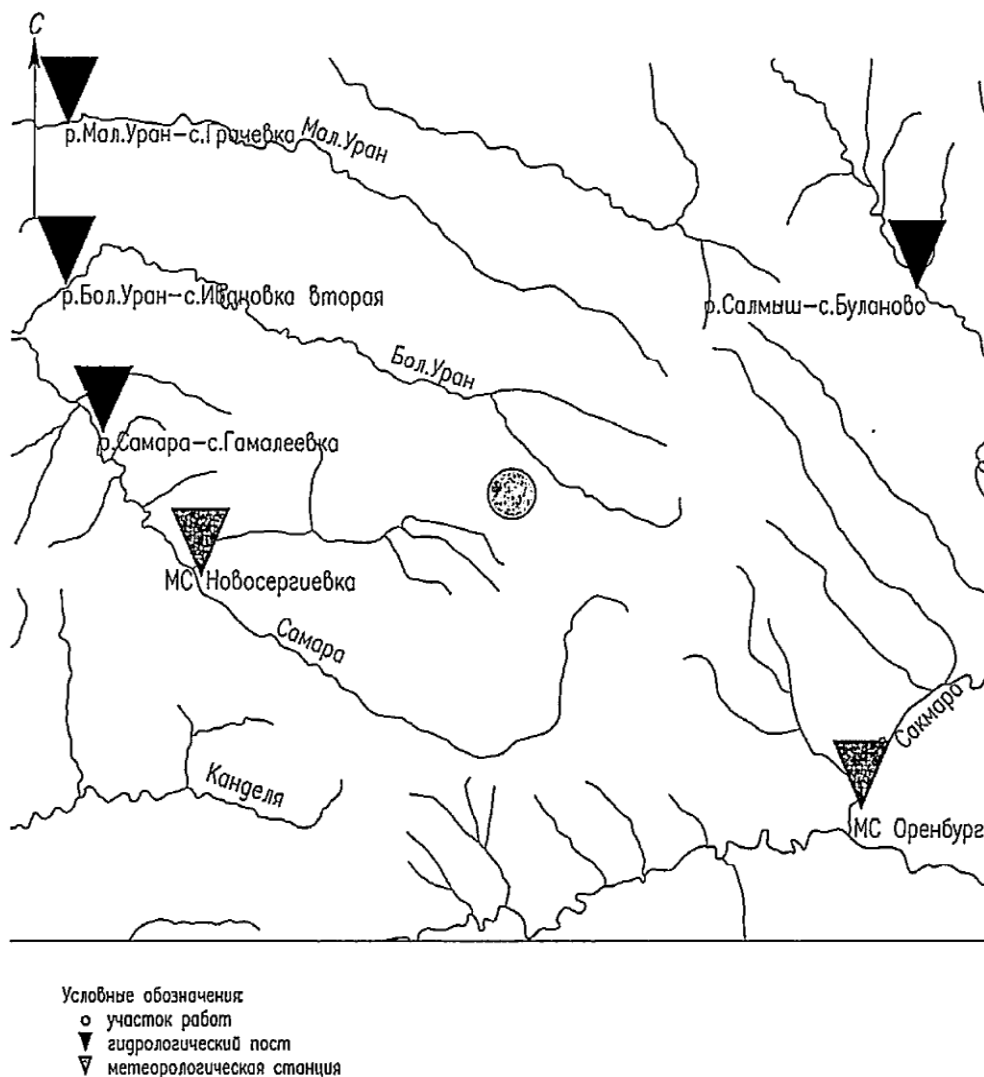 С
р.Мал.Уран-с.Грачевка
Мал.Уран
р.Бол.Уран-с.Ивановка вторая
р.Салмыш-с.Буланово
Бол.Уран
р.Самара-с.Гамалеевка
МС Новосергиевка
Самара
Сакмара
Канделя
МС Оренбург
Условные обозначения:
участок работ
гидрологический пост
метеорологическая станция